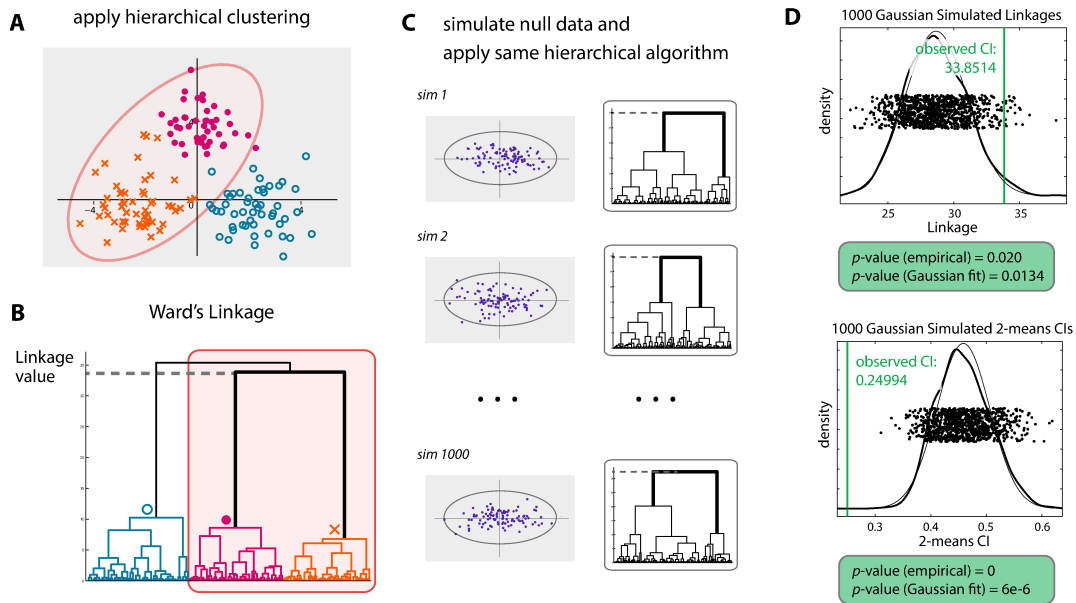 A
apply hierarchical clustering
4
−4
0
4
B
Ward's Linkage
Linkage
value
C
simulate null data and
apply same hierarchical algorithm
sim 1
sim 2
• • •
• • •
sim 1000
D
1000 Gaussian Simulated Linkages
observed CI:
33.8514
density
25
30
35
Linkage
p-value (empirical) = 0.020
p-value (Gaussian fit) = 0.0134
1000 Gaussian Simulated 2-means CIs
observed CI:
0.24994
density
0.3
0.4
0.5
0.6
2-means CI
p-value (empirical) = 0
p-value (Gaussian fit) = 6e-6